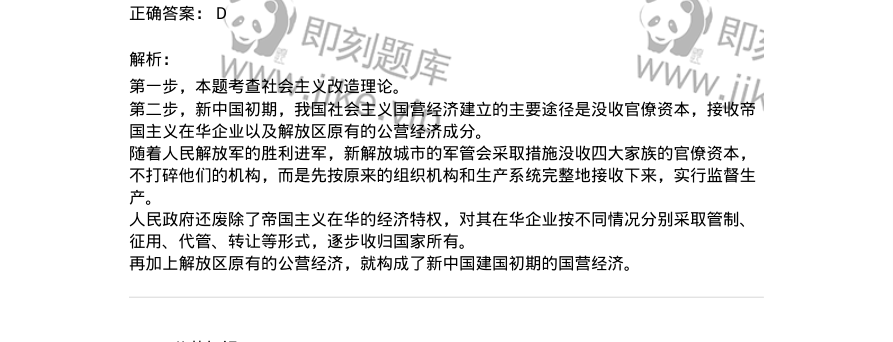 正确答案： D
解析：
第一步，本题考查社会主义改造理论。
第二步，新中国初期，我国社会主义国营经济建立的主要途径是没收官僚资本，接收帝
国主义在华企业以及解放区原有的公营经济成分。
随着人民解放军的胜利进军，新解放城市的军管会采取措施没收四大家族的官僚资本，
不打碎他们的机构，而是先按原来的组织机构和生产系统完整地接收下来，实行监督生
产。
人民政府还废除了帝国主义在华的经济特权，对其在华企业按不同情况分别采取管制、
征用、代管、转让等形式，逐步收归国家所有。
再加上解放区原有的公营经济，就构成了新中国建国初期的国营经济。
即刻题库
www.jike.vip
即刻
www.jike